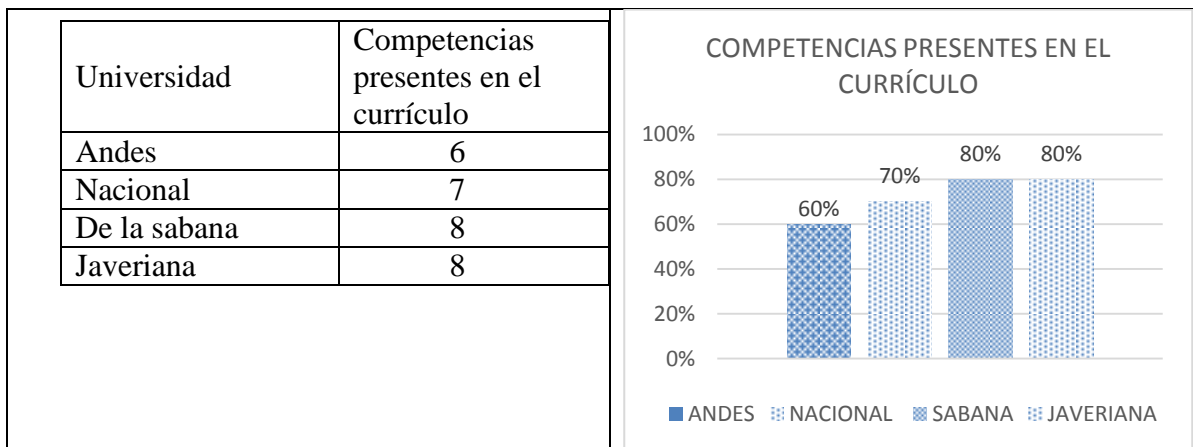 Universidad
Competencias
presentes en el
currículo
Andes 6
Nacional 7
De la sabana 8
Javeriana 8
COMPETENCIAS PRESENTES EN EL
CURRÍCULO
100%
80%
60%
40%
20%
0%
60%
70%
80%
80%
ANDES NACIONAL SABANA JAVERIANA